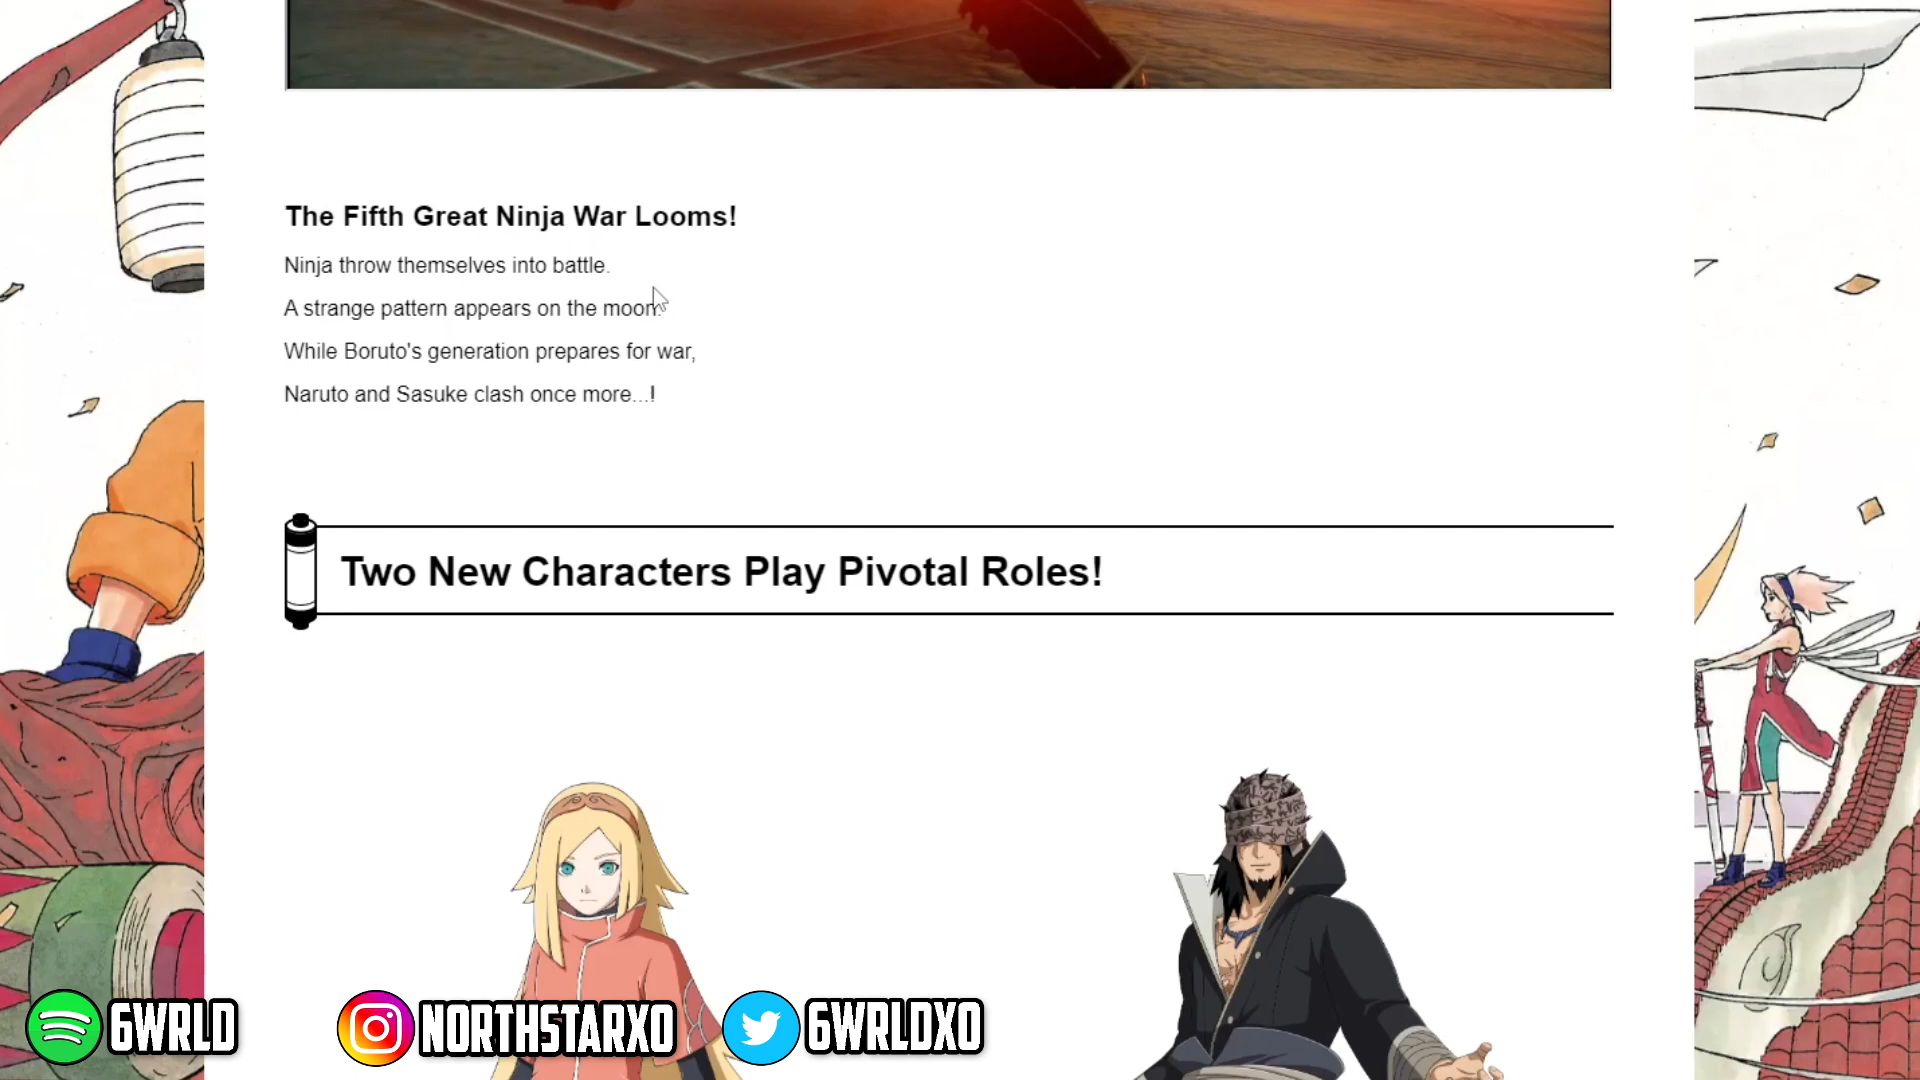 The Fifth Great Ninja War Looms!
Ninja throw themselves into battle.
A strange pattern appears on the moon.
While Boruto's generation prepares for war,
Naruto and Sasuke clash once more...!
Two New Characters Play Pivotal Roles!
6WRLD
NORTHSTARXO
6WRLDXO